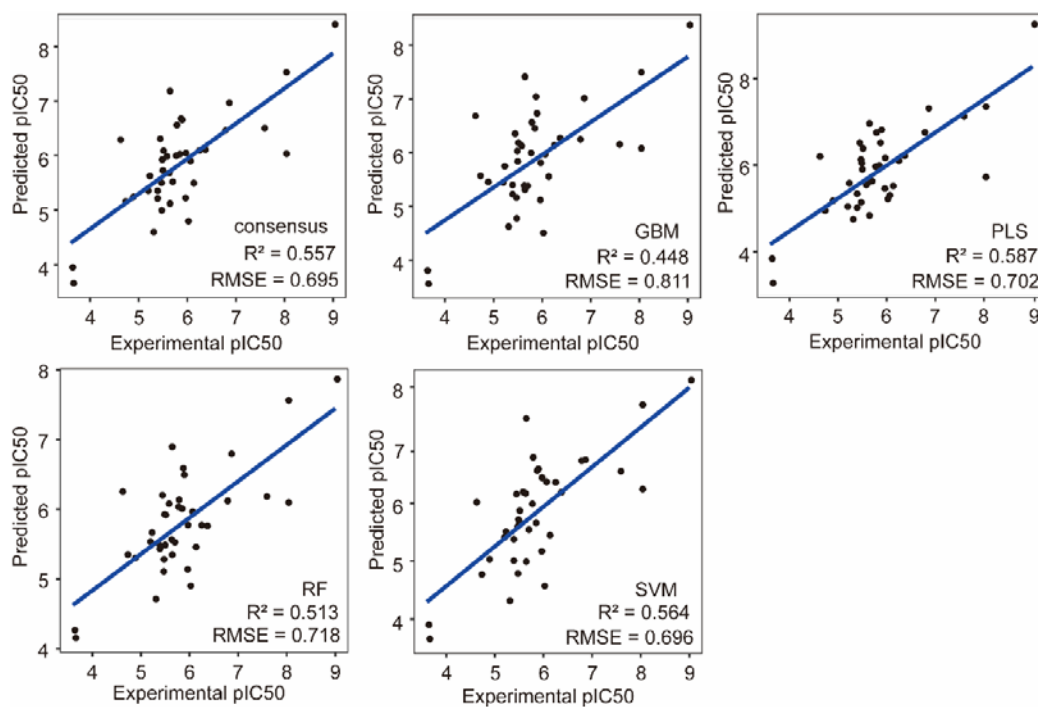 Predicted pIC50
8
7
6
5
4
consensus
R² = 0.557
RMSE = 0.695
4 5 6 7 8 9
Experimental pIC50
Predicted pIC50
8
7
6
5
4
GBM
R² = 0.448
RMSE = 0.811
4 5 6 7 8 9
Experimental pIC50
Predicted pIC50
8
6
4
PLS
R² = 0.587
RMSE = 0.702
4 5 6 7 8 9
Experimental pIC50
Predicted pIC50
8
7
6
5
4
RF
R² = 0.513
RMSE = 0.718
4 5 6 7 8 9
Experimental pIC50
Predicted pIC50
8
7
6
5
4
SVM
R² = 0.564
RMSE = 0.696
4 5 6 7 8 9
Experimental pIC50